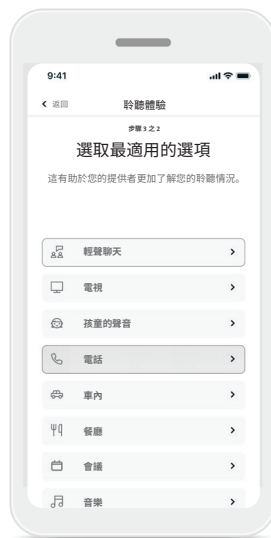 9:41
返回
聆聽體驗
步驟 3 之 2
選取最適用的選項
這有助於您的提供者更加了解您的聆聽情況。
輕聲聊天
電視
孩童的聲音
電話
車內
餐廳
會議
音樂